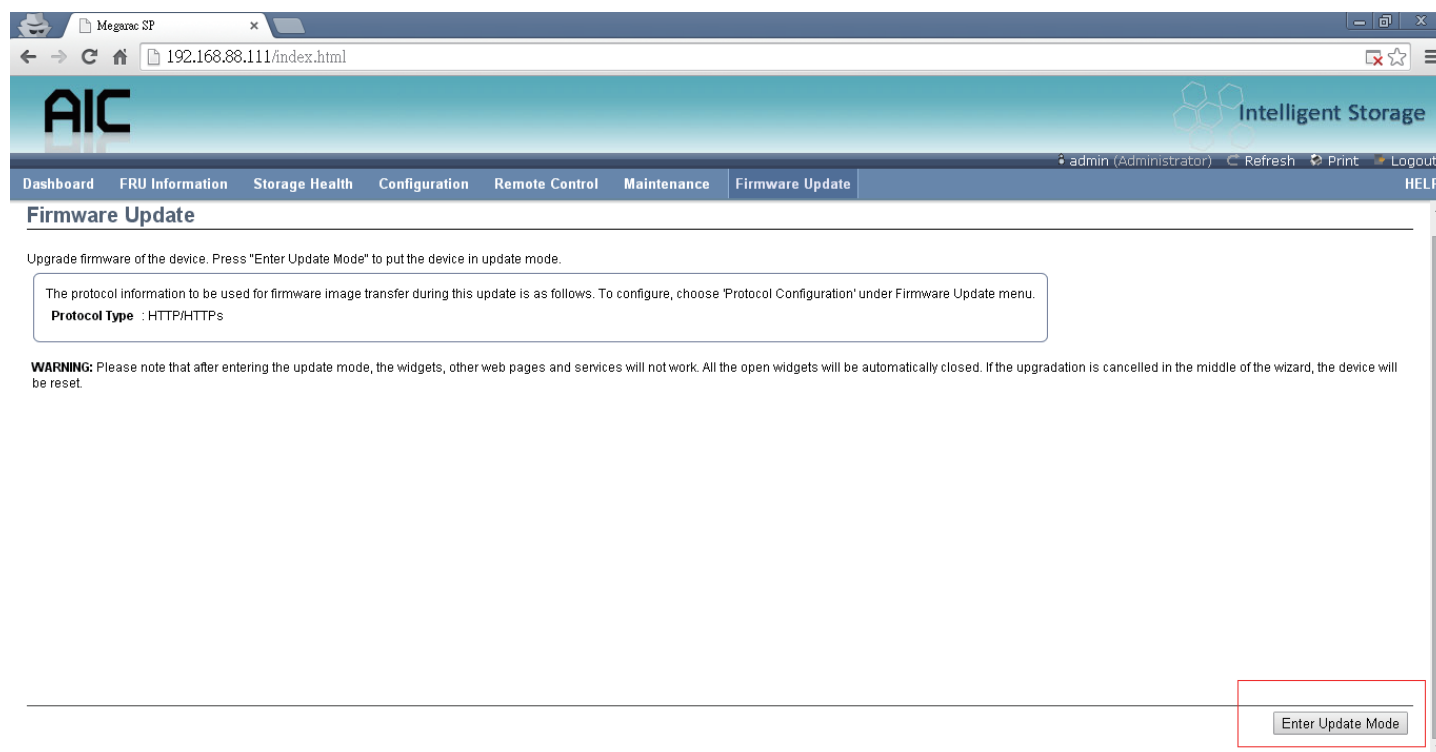 Megarac SP
192.168.88.111/index.html
AIC
Intelligent Storage
admin (Administrator) Refresh Print Logout
Dashboard FRU Information Storage Health Configuration Remote Control Maintenance Firmware Update HELP
Firmware Update
Upgrade firmware of the device. Press "Enter Update Mode" to put the device in update mode.
The protocol information to be used for firmware image transfer during this update is as follows. To configure, choose 'Protocol Configuration' under Firmware Update menu.
Protocol Type : HTTP/HTTPs
WARNING: Please note that after entering the update mode, the widgets, other web pages and services will not work. All the open widgets will be automatically closed. If the upgradation is cancelled in the middle of the wizard, the device will
be reset.
Enter Update Mode